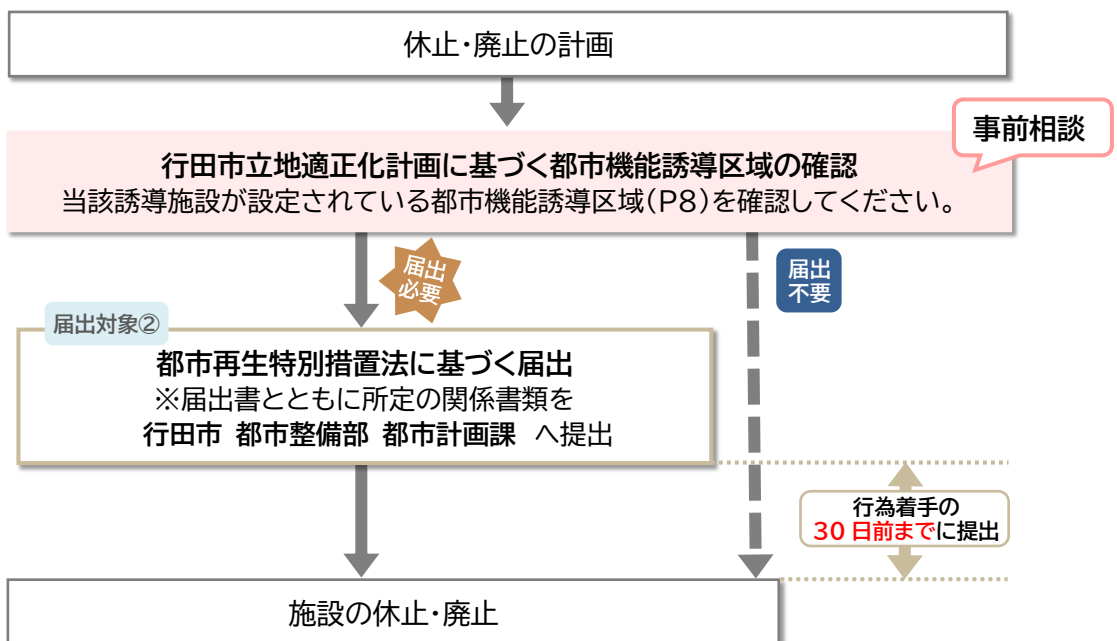 休止・廃止の計画
事前相談
行田市立地適正化計画に基づく都市機能誘導区域の確認
当該誘導施設が設定されている都市機能誘導区域(P8)を確認してください。
届出
必要
届出
不要
届出対象②
都市再生特別措置法に基づく届出
※届出書とともに所定の関係書類を
行田市 都市整備部 都市計画課 へ提出
行為着手の
30日前までに提出
施設の休止・廃止